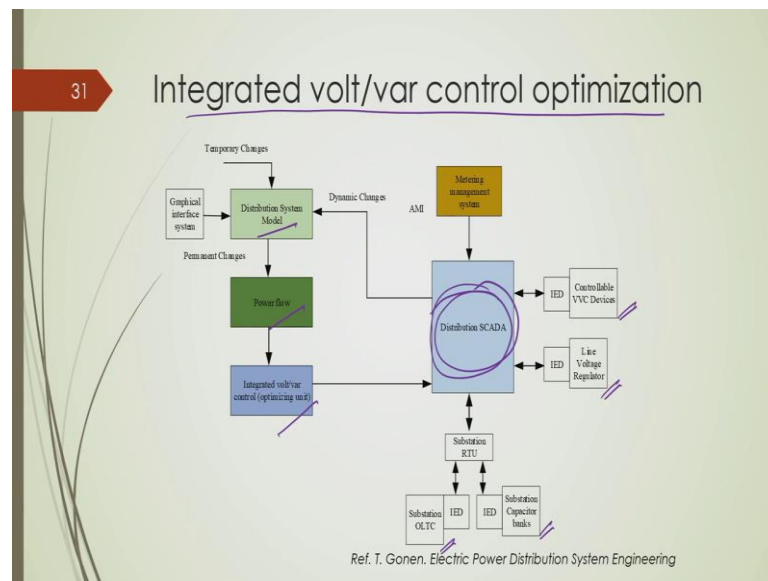 31
Integrated volt/var control optimization
Temporary Changes
Graphical
interface
system
Distribution System
Model
Dynamic Changes
AMI
Metering
management
system
Permanent Changes
Power flow
Distribution SCADA
IED
Controllable
VVC Devices
Integrated volt/var
control (optimizing unit)
IED
Line
Voltage
Regulator
Substation
RTU
Substation
OLTC
IED
IED
Substation
Capacitor
banks
Ref. T. Gonen. Electric Power Distribution System Engineering